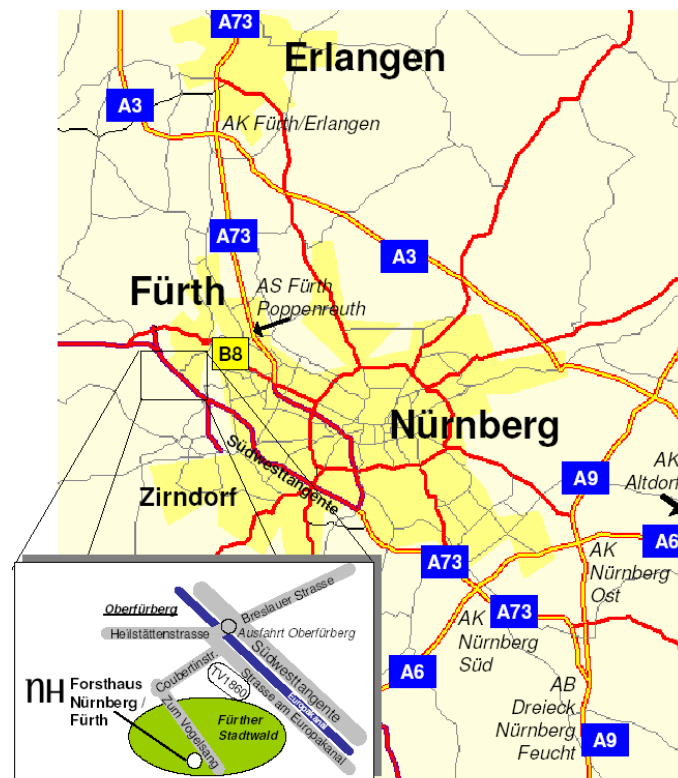 A73
Erlangen
A3
AK Fürth/Erlangen
A73
A3
Fürth
AS Fürth
Poppenreuth
B8
Nürnberg
Südwesttangente
Zirndorf
A9
AK
Altdorf
A6
A73
AK
Nürnberg
Ost
A73
AK
Nürnberg
Süd
A6
AB
Dreieck
Nürnberg
Feucht
A9
Oberfürberg
Breslauer Strasse
Heilstättenstrasse
Ausfahrt Oberfürberg
Südwesttangente
Coubertinstr.
TV1860
Europakanal
Strasse am Europakanal
nH
Forsthaus
Nürnberg /
Fürth
Zum Vogelsang
Fürther
Stadtwald